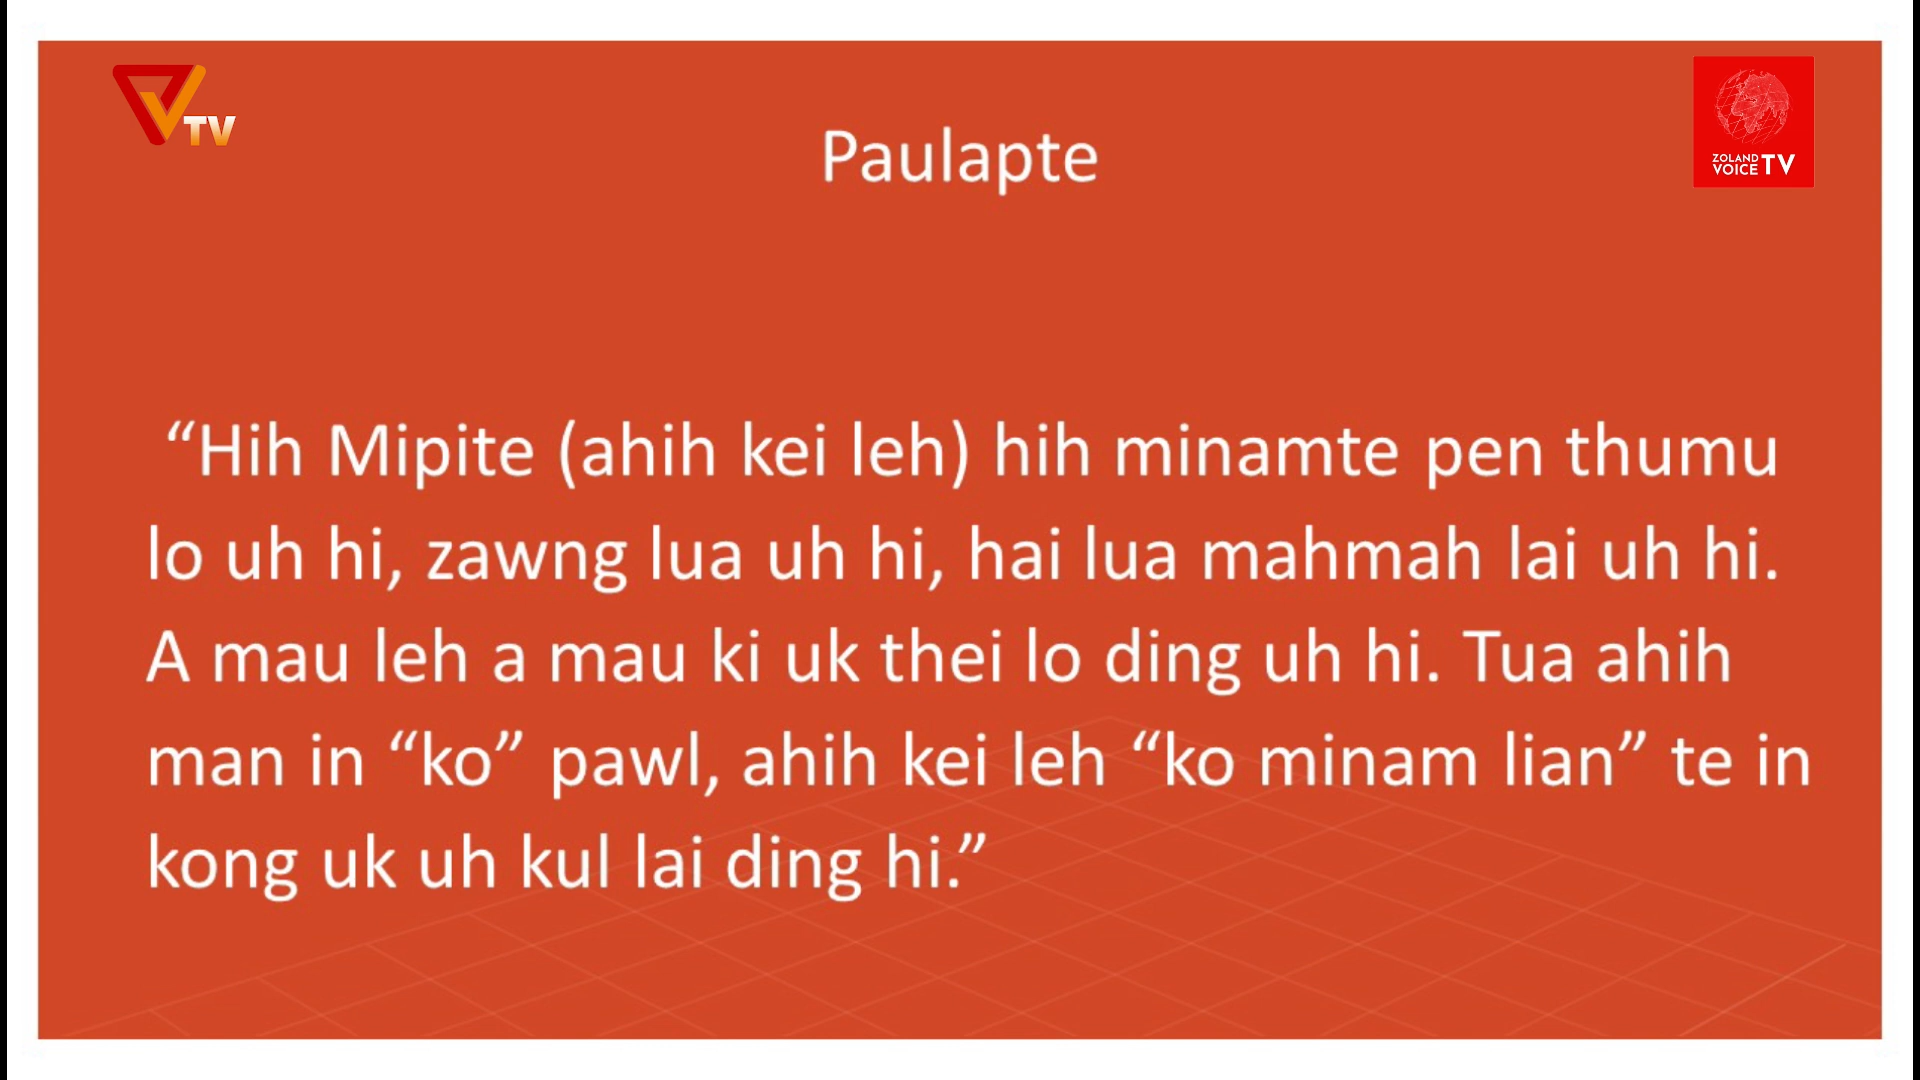 TV
ZOLAND
VOICE TV
Paulapte
“Hih Mipite (ahih kei leh) hih minamte pen thumu
lo uh hi, zawng lua uh hi, hai lua mahmah lai uh hi.
A mau leh a mau ki uk thei lo ding uh hi. Tua ahih
man in “ko” pawl, ahih kei leh “ko minam lian” te in
kong uk uh kul lai ding hi.”